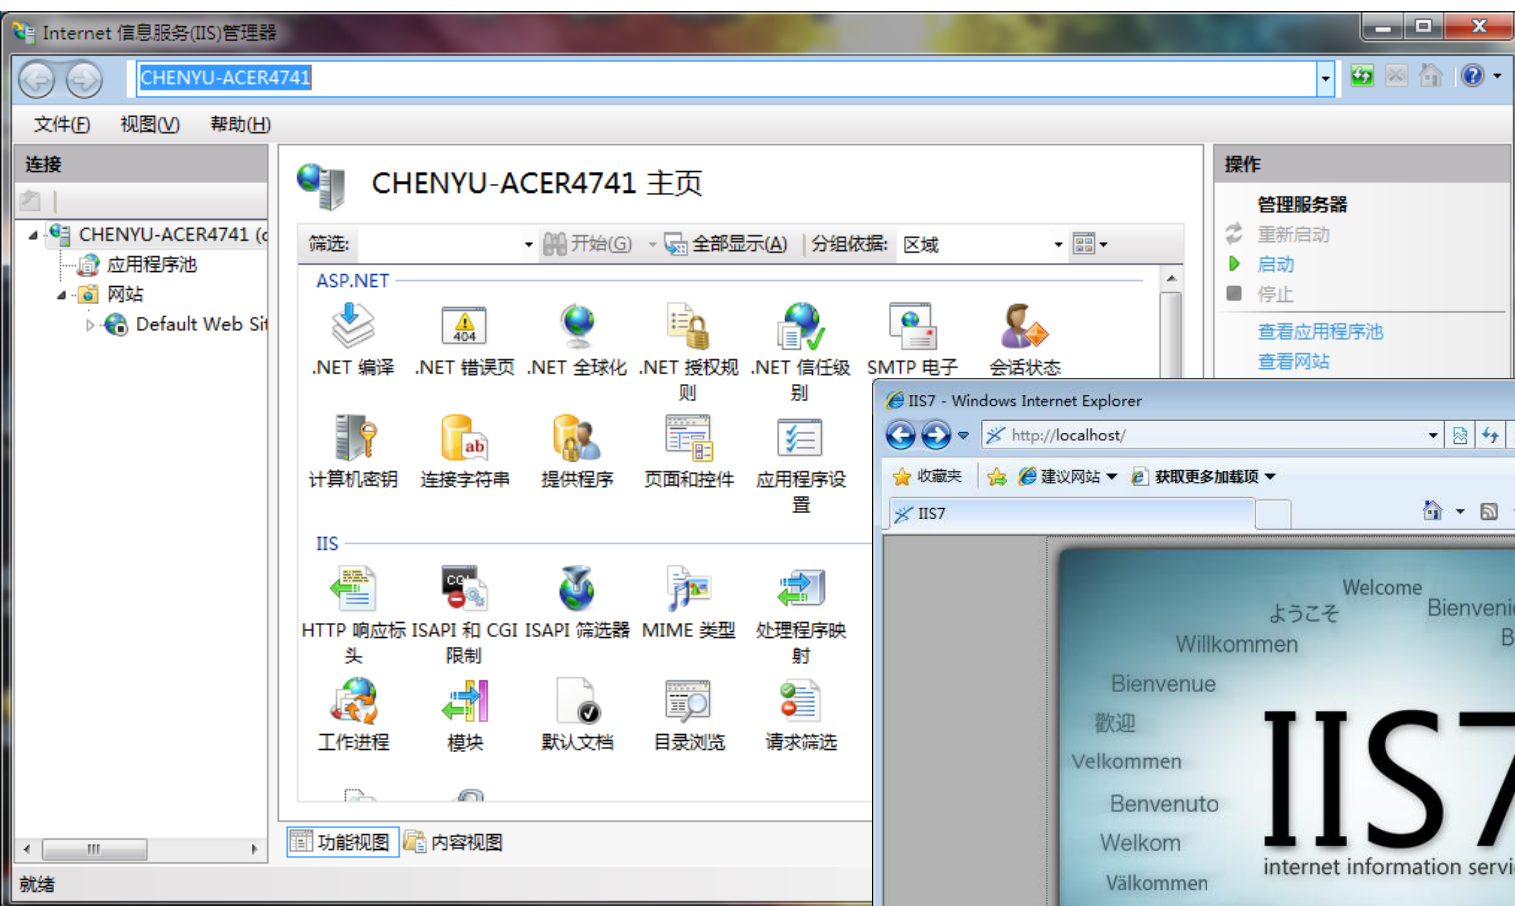 Internet 信息服务(IIS)管理器
CHENYU-ACER4741
文件(F) 视图(V) 帮助(H)
连接
CHENYU-ACER4741 (c
应用程序池
网站
Default Web Sit
CHENYU-ACER4741 主页
筛选: 开始(G) 全部显示(A) 分组依据: 区域
ASP.NET
.NET 编译
404
.NET 错误页
.NET 全球化
.NET 授权规则
.NET 信任级别
SMTP 电子
会话状态
计算机密钥
ab
连接字符串
提供程序
页面和控件
应用程序设置
IIS
HTTP 响应标头
CGI
ISAPI 和 CGI 限制
ISAPI 筛选器
MIME 类型
处理程序映射
工作进程
模块
默认文档
目录浏览
请求筛选
功能视图 内容视图
就绪
操作
管理服务器
重新启动
启动
停止
查看应用程序池
查看网站
IIS7 - Windows Internet Explorer
http://localhost/
收藏夹 建议网站 获取更多加载项
IIS7
Welcome
ようこそ
Bienveni
Willkommen
B
Bienvenue
歡迎
Velkommen
Benvenuto
Welkom
Välkommen
IIS7
internet information servi